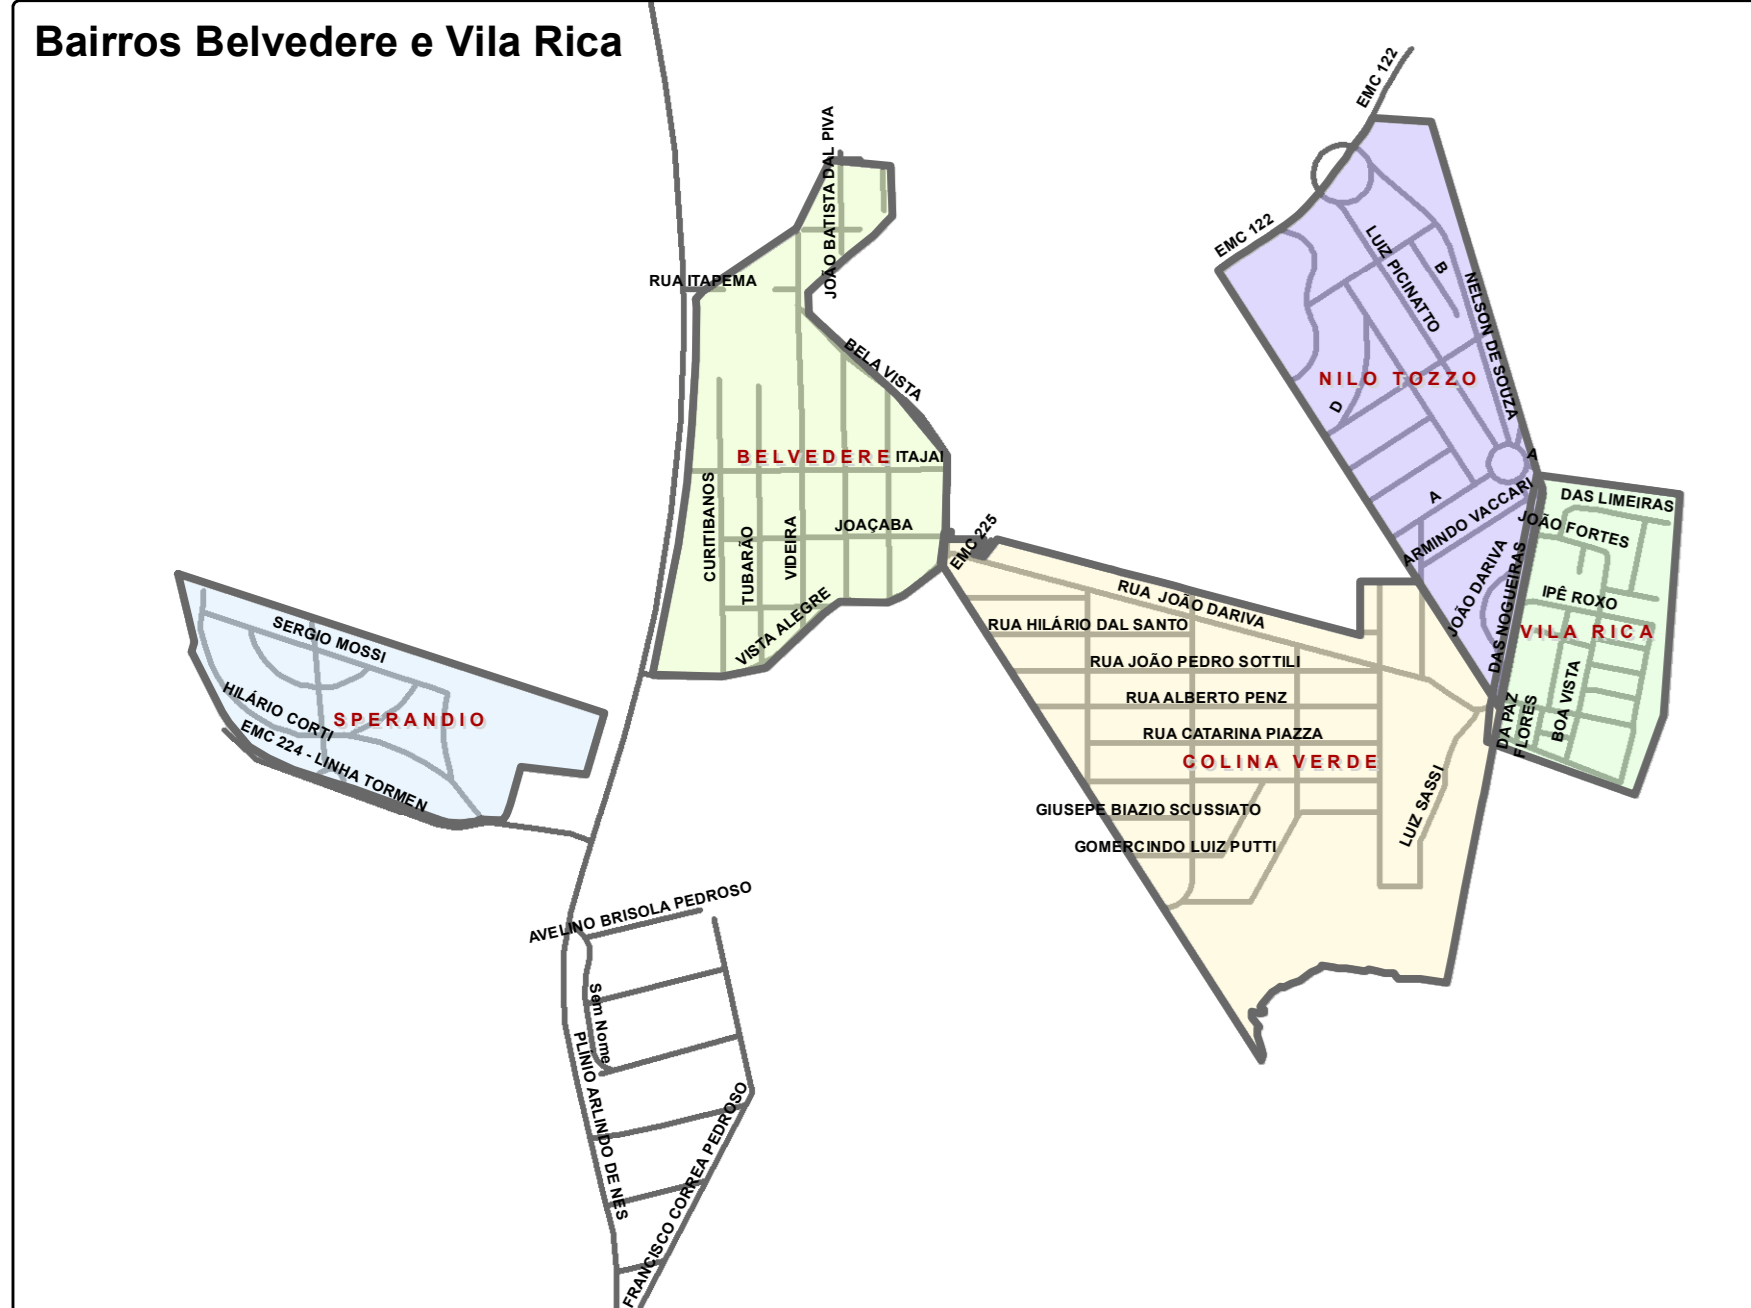 Bairros Belvedere e Vila Rica
EMC 122
JOÃO BATISTA DAL PIVA
EMC 122
LUIZ PICINATTO
B
NELSON DE SOUZA
RUA ITAPEMA
BELA VISTA
NILO TOZZO
D
BELVEDERE
ITAJAI
A
A
ARMINDO VACCARI
DAS LIMEIRAS
JOÃO FORTES
CURITIBANOS
TUBARÃO
VIDEIRA
JOAÇABA
EMC 225
VISTA ALEGRE
RUA JOÃO DARIVA
JOÃO DARIVA
DAS NOGUEIRAS
IPÊ ROXO
VILA RICA
BOA VISTA
DA PAZ
FLORES
SERGIO MOSSI
HILÁRIO CORTI
SPERANDIO
EMC 224 - LINHA TORMEN
RUA HILÁRIO DAL SANTO
RUA JOÃO PEDRO SOTTILI
RUA ALBERTO PENZ
RUA CATARINA PIAZZA
COLINA VERDE
LUIZ SASSI
GIUSEPE BIAZIO SCUSSIATO
GOMERCINDO LUIZ PUTTI
AVELINO BRISOLA PEDROSO
Sem Nome
PLÍNIO ARLINDO DE NES
FRANCISCO CORREA PEDROSO